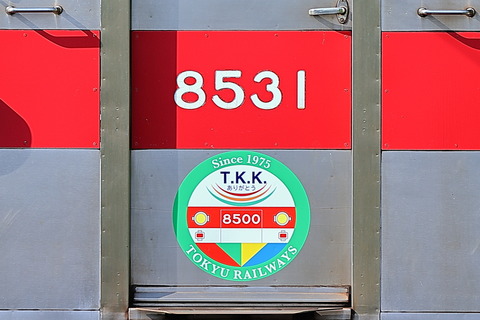 8531
Since 1975
T.K.K.
ありがとう
8500
TOKYU RAILWAYS